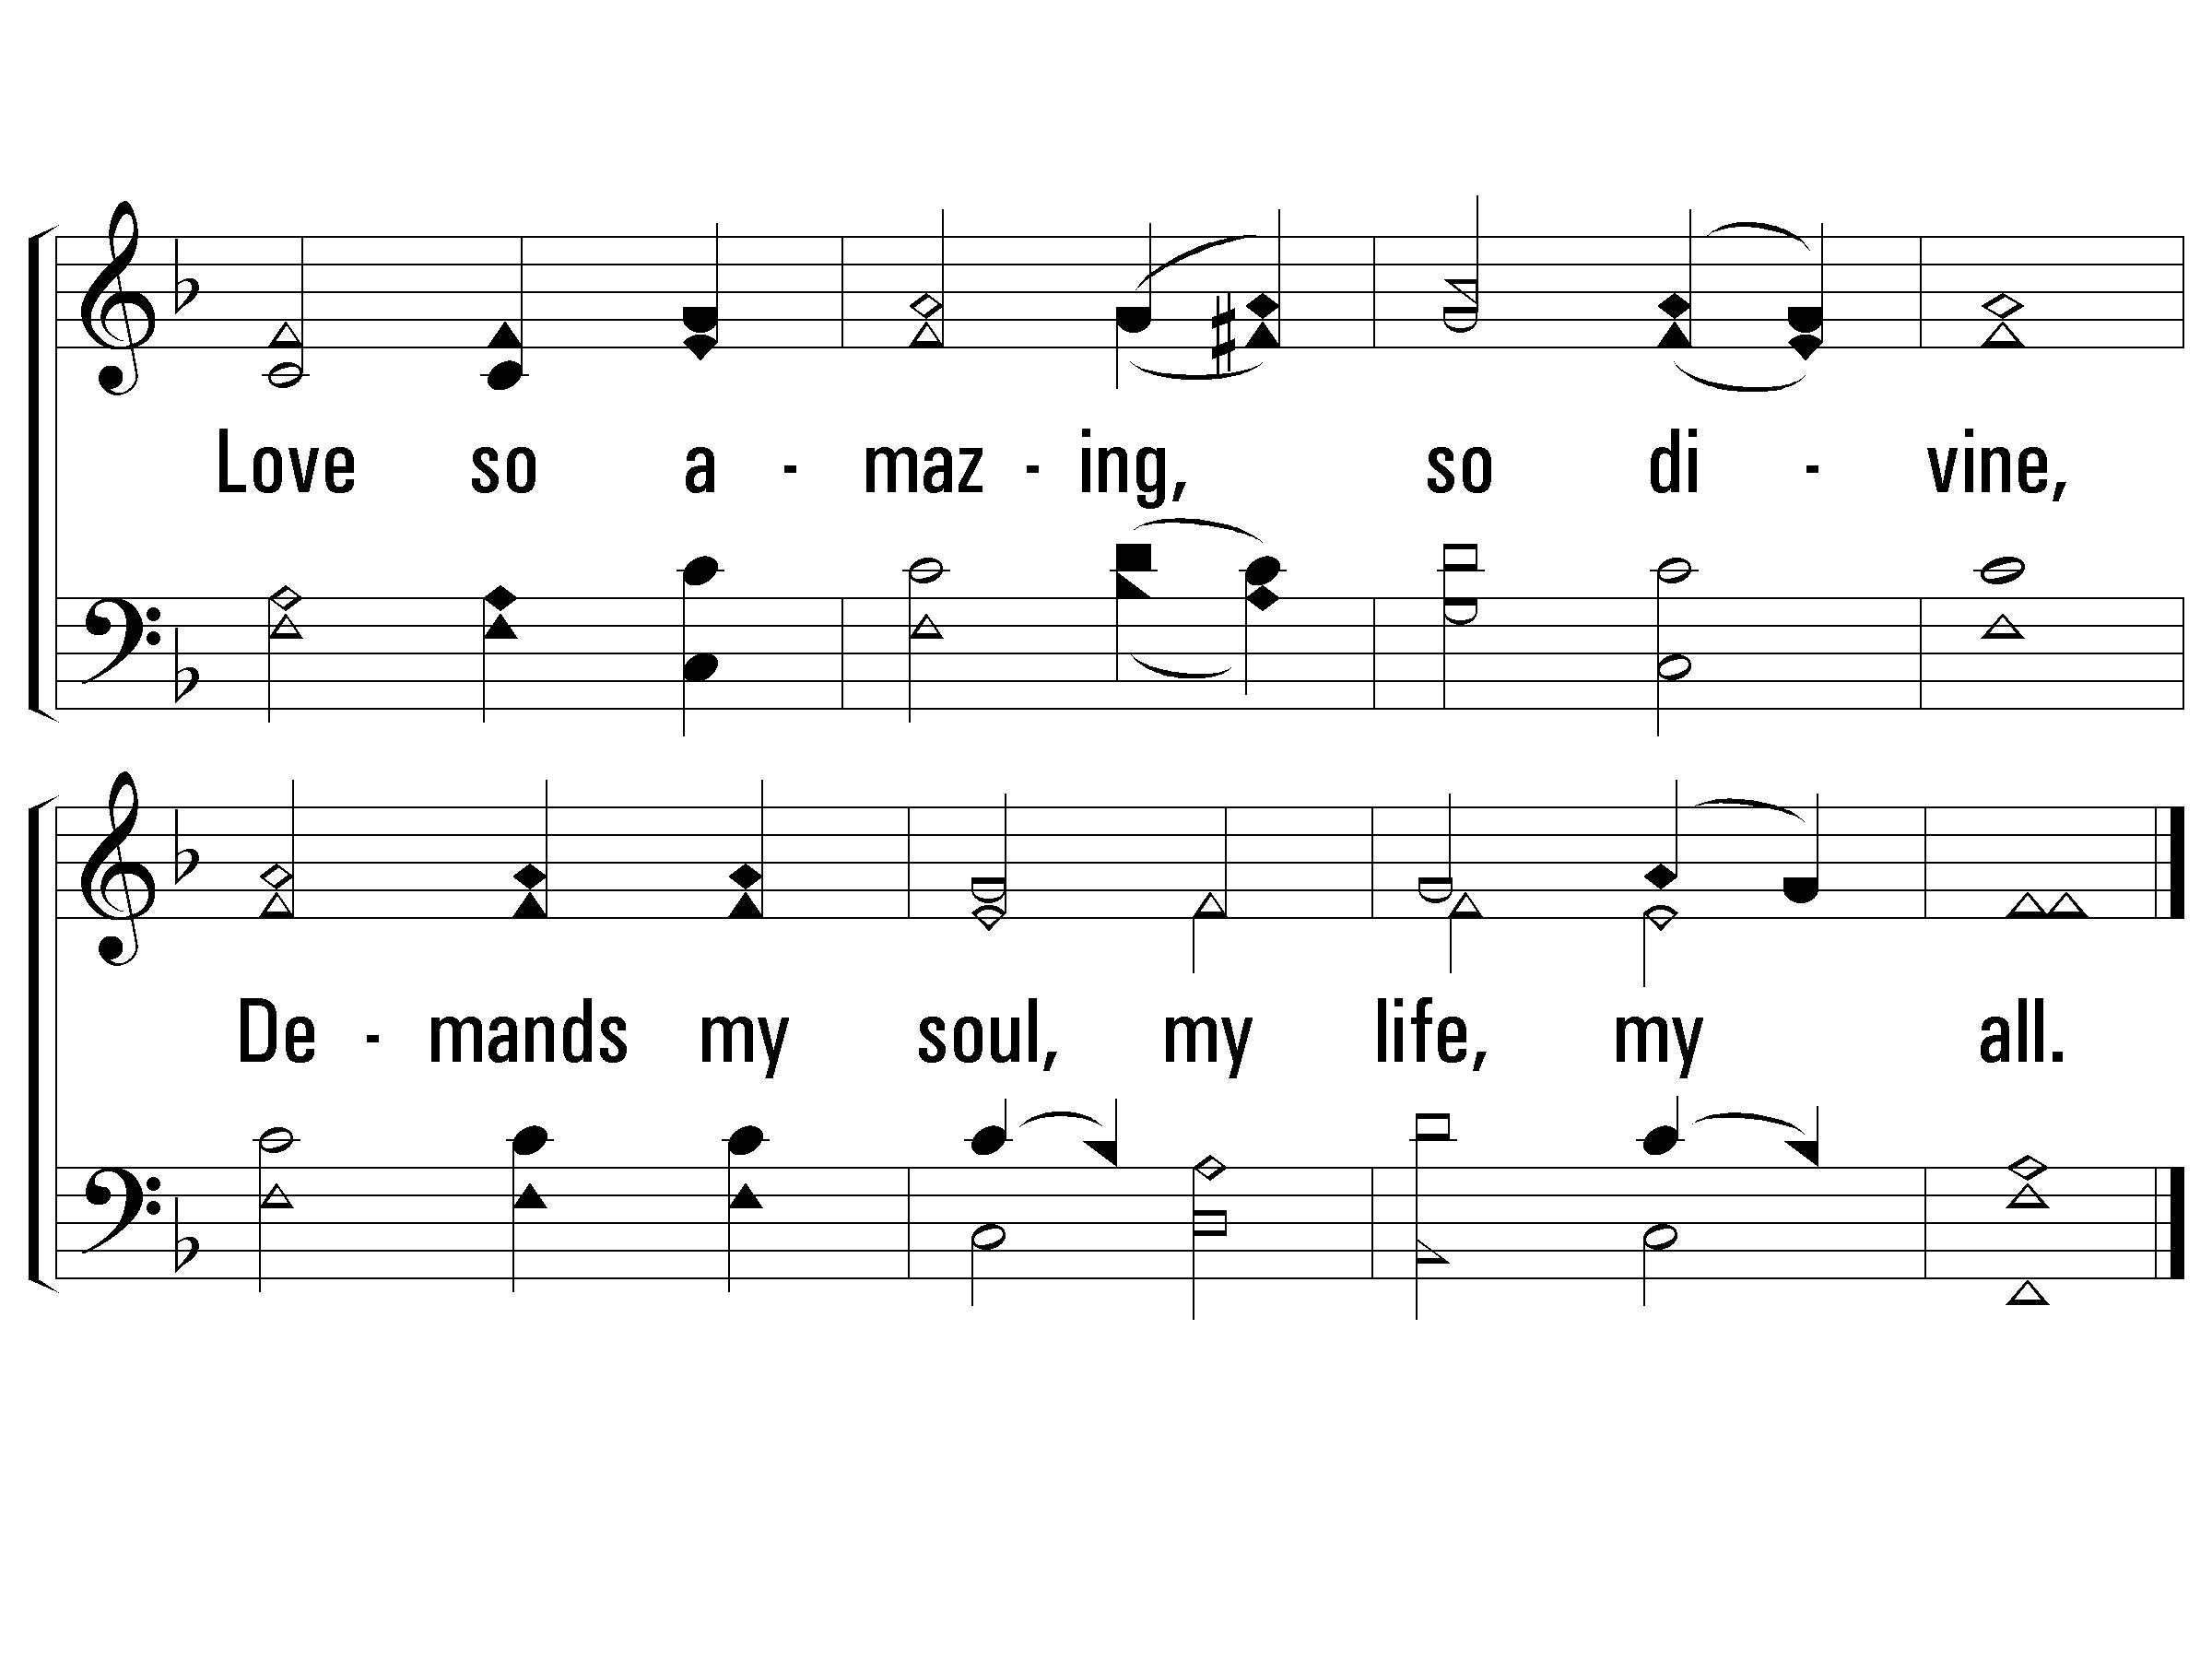 Love so a - maz - ing, so di - vine,
De - mands my soul, my life, my all.